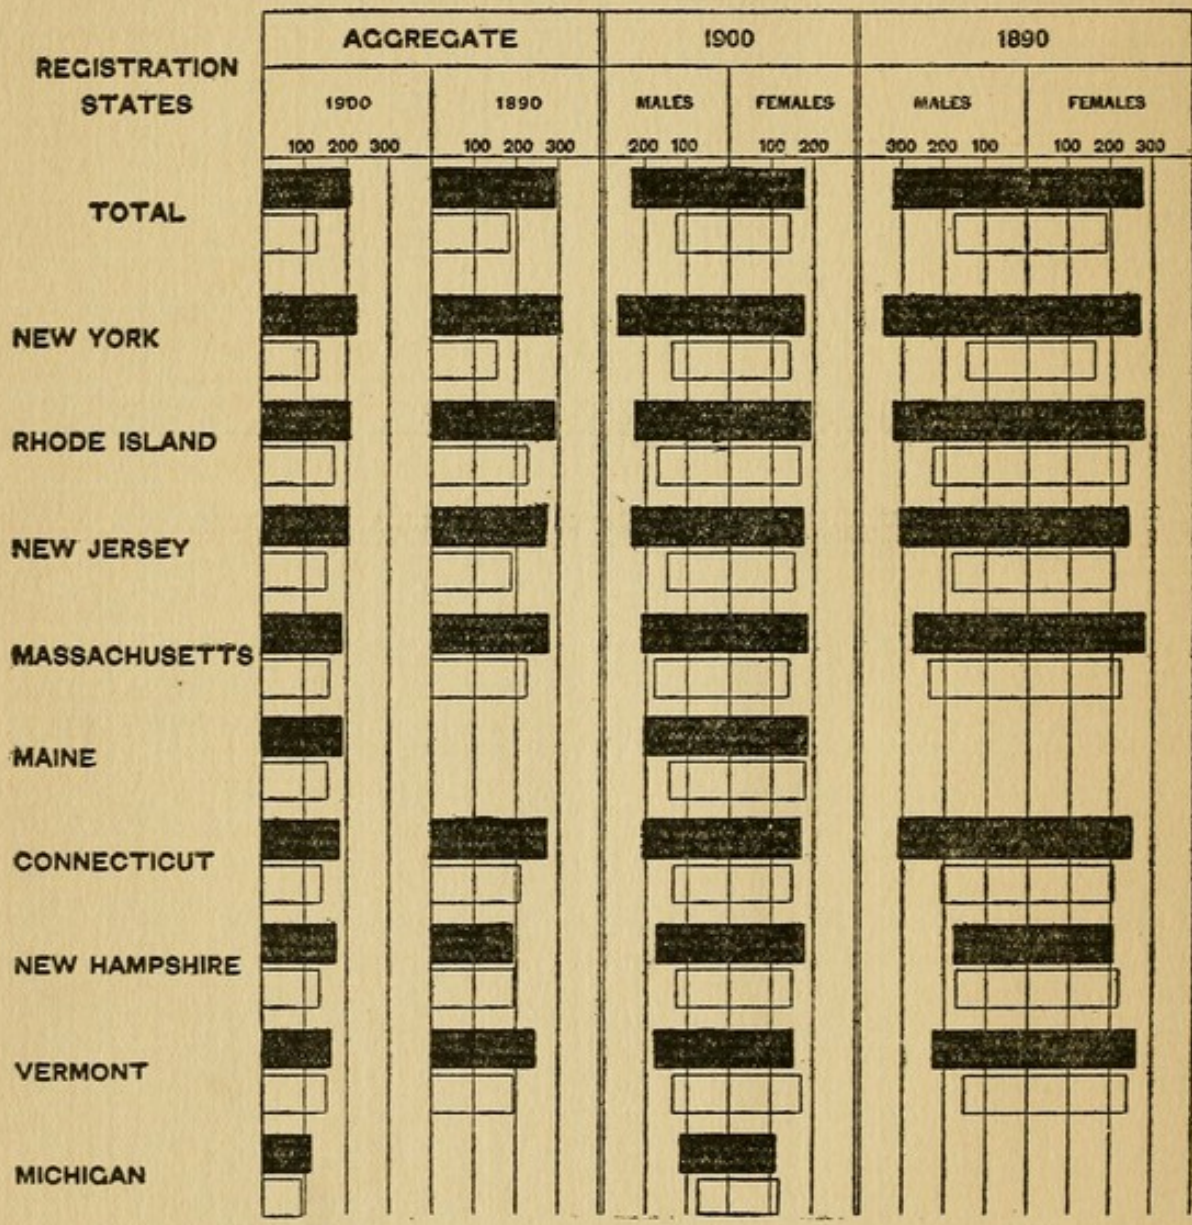 AGGREGATE 1900 1890
REGISTRATION
STATES
1900 1890 MALES FEMALES MALES FEMALES
100 200 300 100 200 300 200 100 100 200 300 200 100 100 200 300
TOTAL
NEW YORK
RHODE ISLAND
NEW JERSEY
MASSACHUSETTS
MAINE
CONNECTICUT
NEW HAMPSHIRE
VERMONT
MICHIGAN